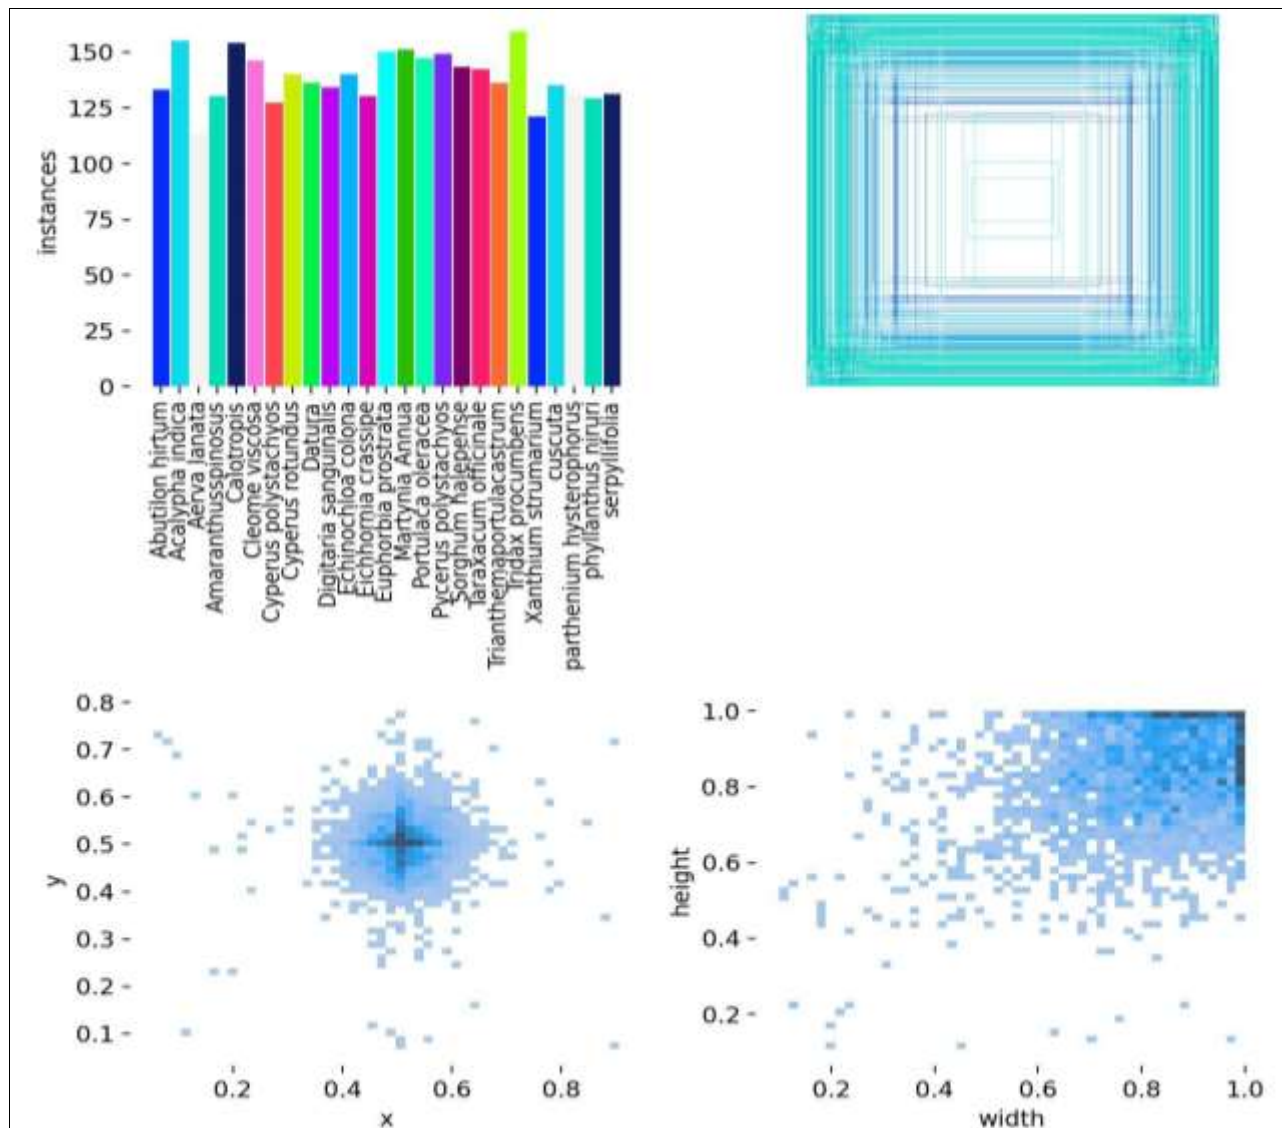 150
125
100
75
50
25
0
instances
Abutilon hirtum
Acalypha indica
Aerva lanata
Amaranthusspinosus
Calotropis
Cleome viscosa
Cyperus polystachyos
Cyperus rotundus
Datura
Digitaria sanguinalis
Echinochloa colona
Eichhornia crassipe
Euphorbia prostrata
Martynia Annua
Portulaca oleracea
Pycerus polystachyos
Sorghum halepense
Taraxacum officinale
Trianthemaportulacastrum
Tridax procumbens
Xanthium strumarium
cuscuta
parthenium hysterophorus
phyllanthus niruri
serpyllifolia
0.8
0.7
0.6
0.5
0.4
0.3
0.2
0.1
y
0.2 0.4 0.6 0.8
x
1.0
0.8
0.6
0.4
0.2
height
0.2 0.4 0.6 0.8 1.0
width